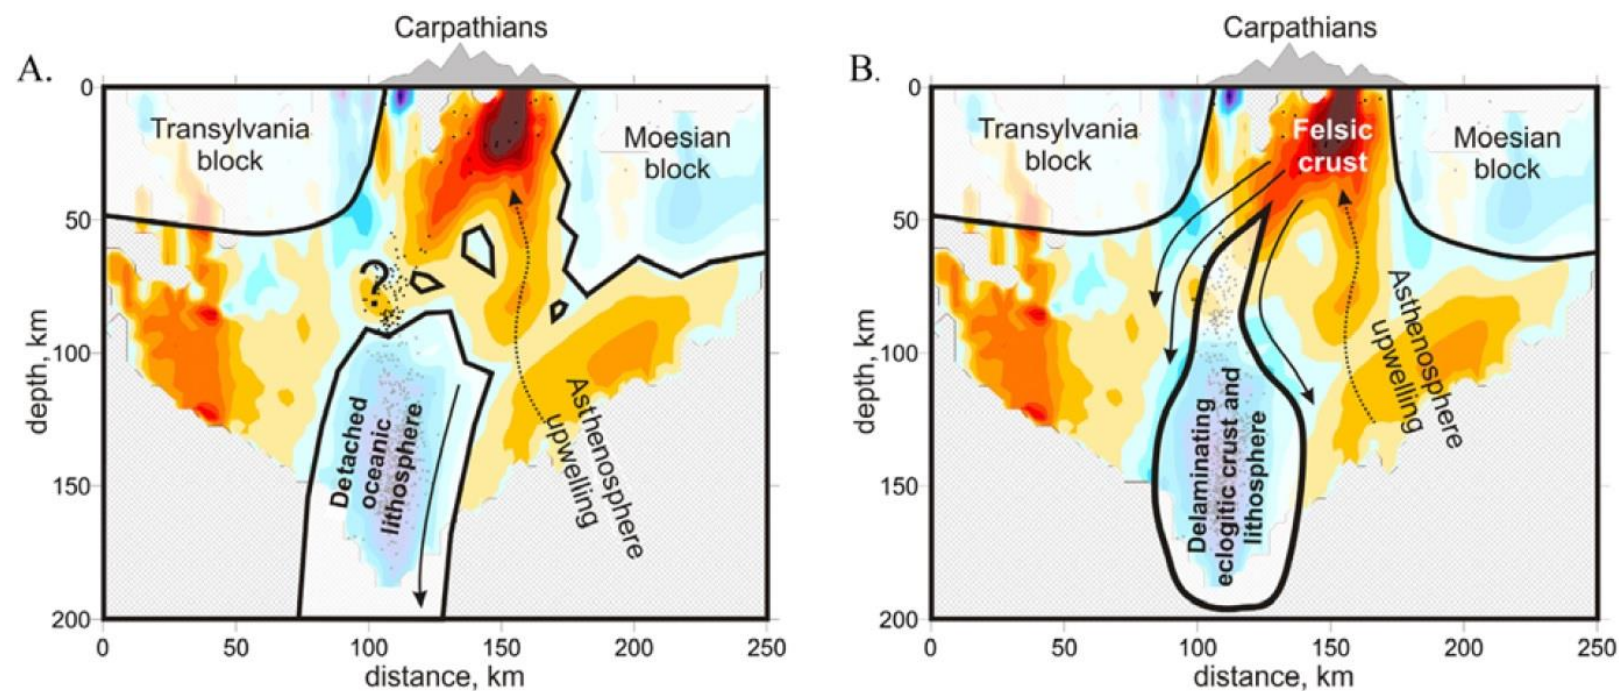 Carpathians
A.
0
50
100
150
200
depth, km
Transylvania
block
Moesian
block
?
Detached
oceanic
lithosphere
Asthenosphere
upwelling
0
50
100
150
200
250
distance, km
Carpathians
B.
0
50
100
150
200
depth, km
Transylvania
block
Felsic
crust
Moesian
block
Delaminating
eclogitic crust and
lithosphere
Asthenosphere
upwelling
0
50
100
150
200
250
distance, km